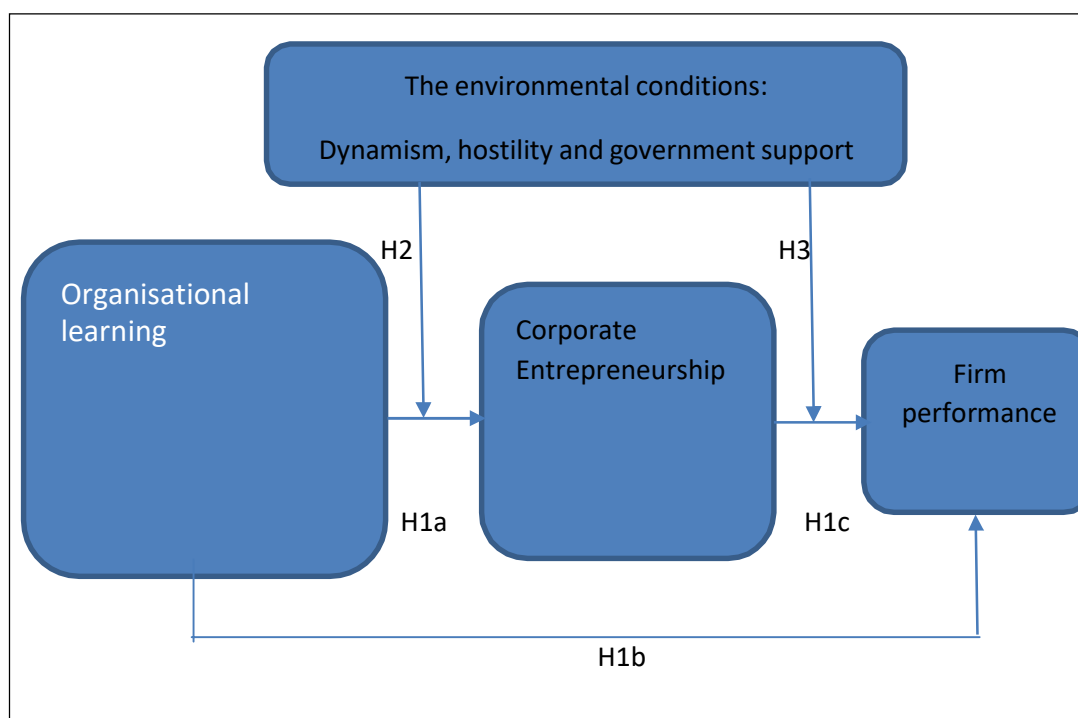 The environmental conditions:
Dynamism, hostility and government support
H2
H3
Organisational
learning
Corporate
Entrepreneurship
Firm
performance
H1a
H1c
H1b